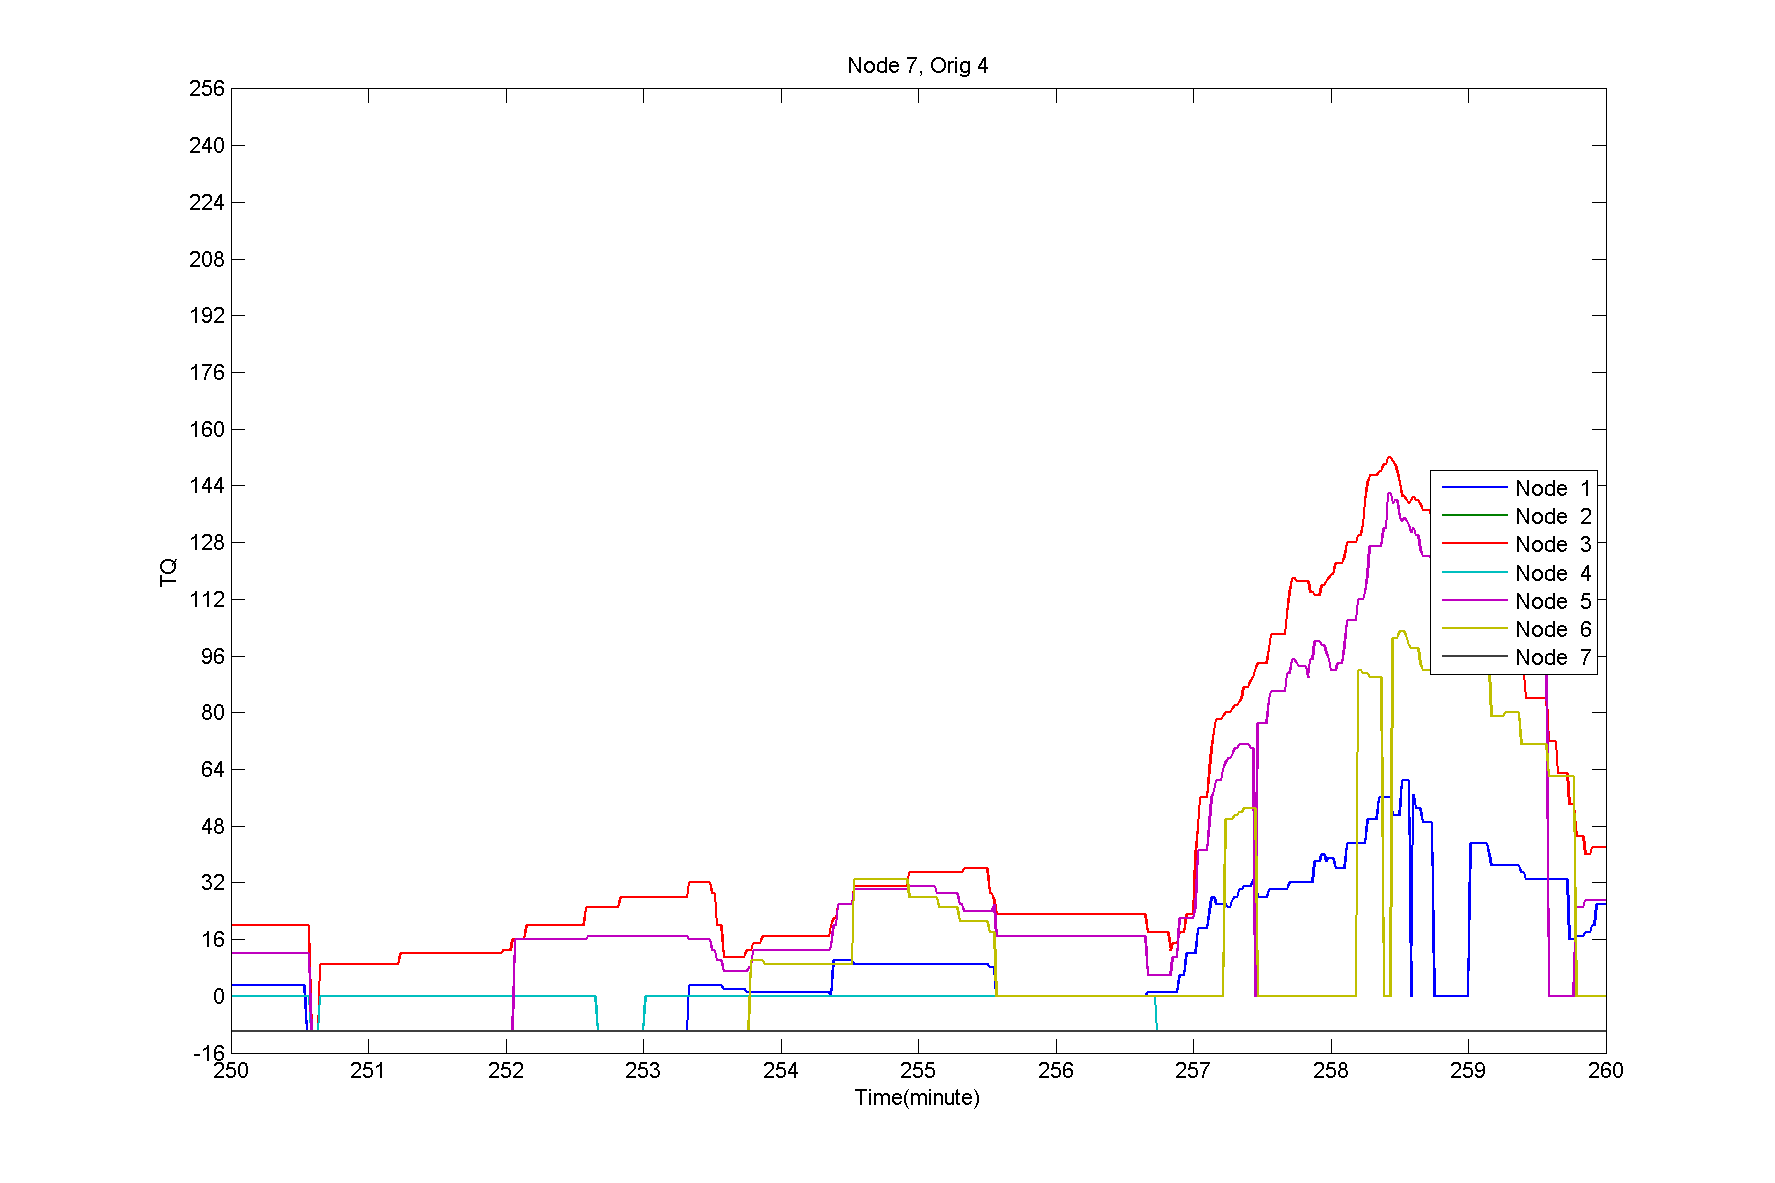 Node 7, Orig 4
256
240
224
208
192
176
160
144
128
112
96
80
64
48
32
16
0
-16
TQ
Node 1
Node 2
Node 3
Node 4
Node 5
Node 6
Node 7
250 251 252 253 254 255 256 257 258 259 260
Time(minute)